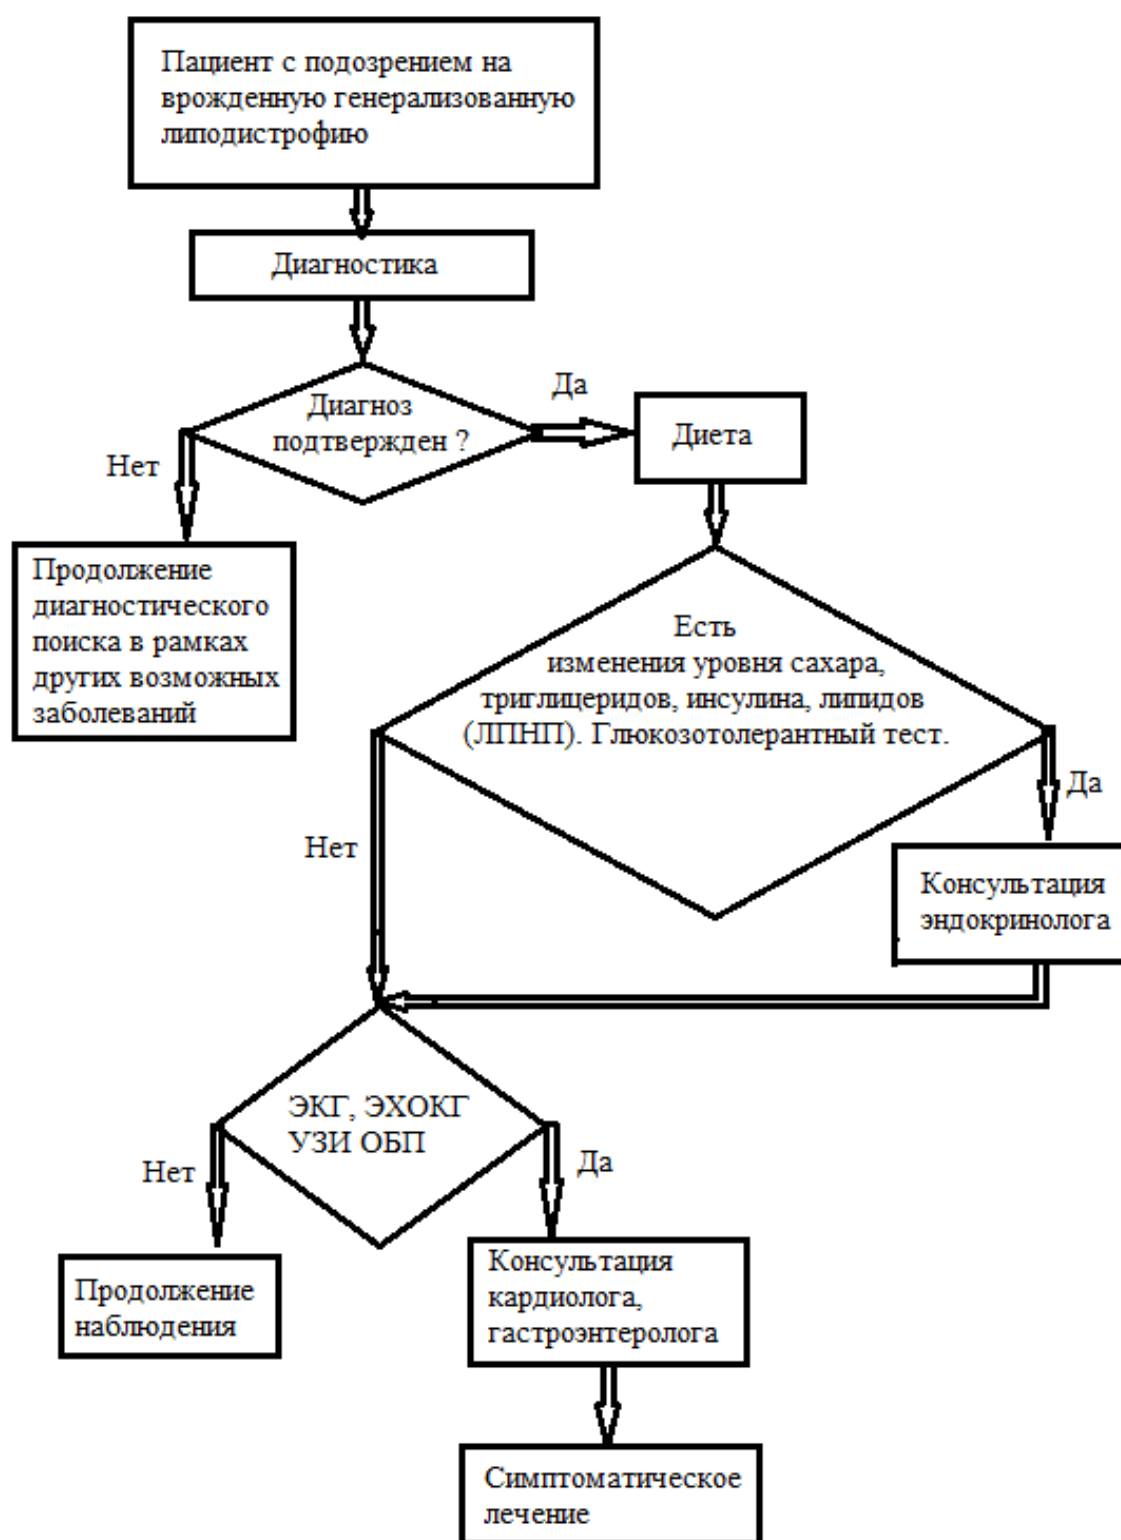 Пациент с подозрением на
врожденную генерализованную
липодистрофию
Диагностика
Диагноз
подтвержден ?
Да
Диета
Нет
Продолжение
диагностического
поиска в рамках
других возможных
заболеваний
Есть
изменения уровня сахара,
триглицеридов, инсулина, липидов
(ЛПНП). Глюкозотолерантный тест.
Да
Нет
Консультация
эндокринолога
ЭКГ, ЭХОКГ
УЗИ ОБП
Нет
Да
Продолжение
наблюдения
Консультация
кардиолога,
гастроэнтеролога
Симптоматическое
лечение